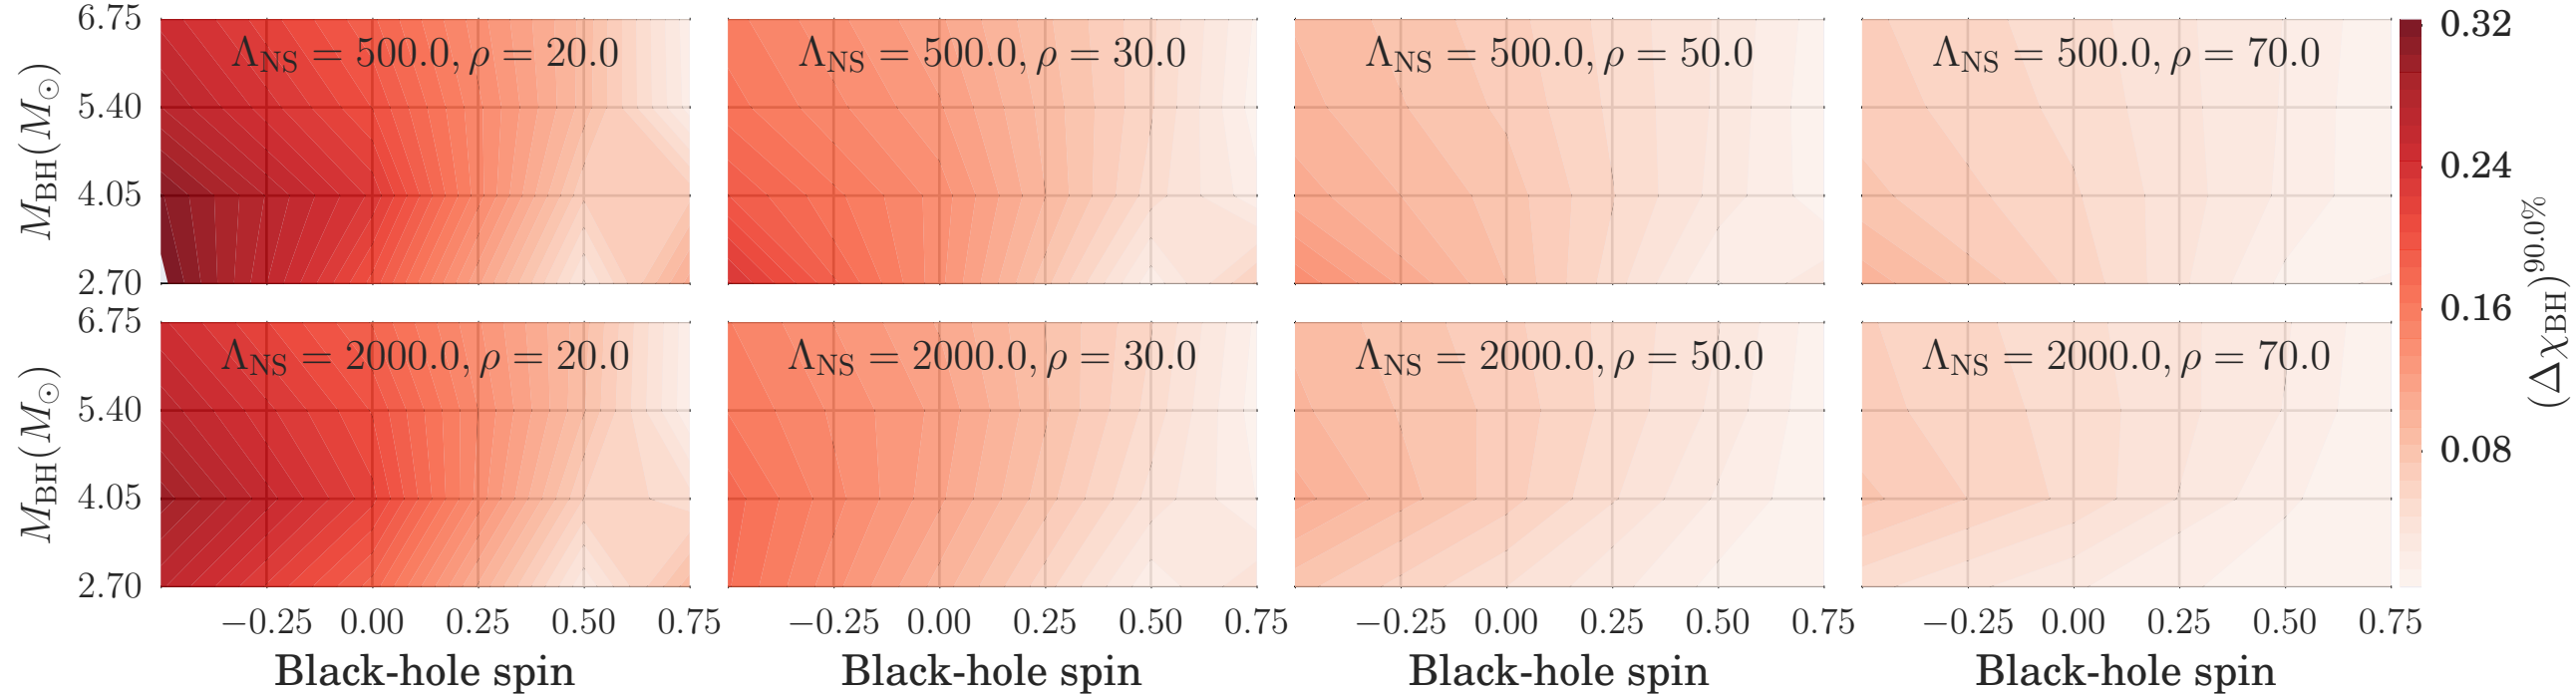 6.75
5.40
4.05
2.70
M_BH(M_⊙)
Λ_NS = 500.0, ρ = 20.0
Λ_NS = 500.0, ρ = 30.0
Λ_NS = 500.0, ρ = 50.0
Λ_NS = 500.0, ρ = 70.0
6.75
5.40
4.05
2.70
M_BH(M_⊙)
Λ_NS = 2000.0, ρ = 20.0
Λ_NS = 2000.0, ρ = 30.0
Λ_NS = 2000.0, ρ = 50.0
Λ_NS = 2000.0, ρ = 70.0
−0.25 0.00 0.25 0.50 0.75
−0.25 0.00 0.25 0.50 0.75
−0.25 0.00 0.25 0.50 0.75
−0.25 0.00 0.25 0.50 0.75
Black-hole spin
Black-hole spin
Black-hole spin
Black-hole spin
0.32
0.24
0.16
0.08
(Δχ_BH)^90.0%